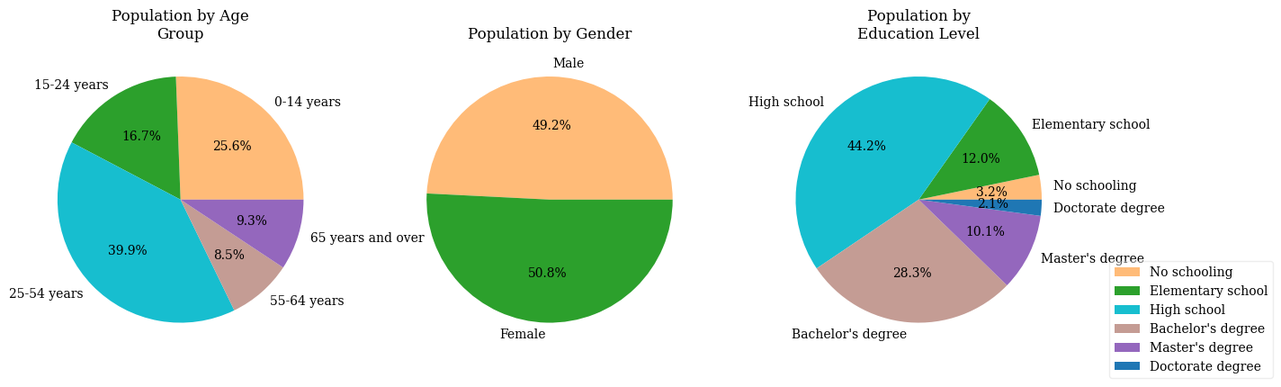 Population by Age
Group
15-24 years
0-14 years
16.7%
25.6%
39.9%
9.3%
8.5%
65 years and over
25-54 years
55-64 years
Population by Gender
Male
49.2%
50.8%
Female
Population by
Education Level
High school
Elementary school
44.2%
12.0%
3.2%
No schooling
2.1%
Doctorate degree
10.1%
Master's degree
28.3%
Bachelor's degree
No schooling
Elementary school
High school
Bachelor's degree
Master's degree
Doctorate degree